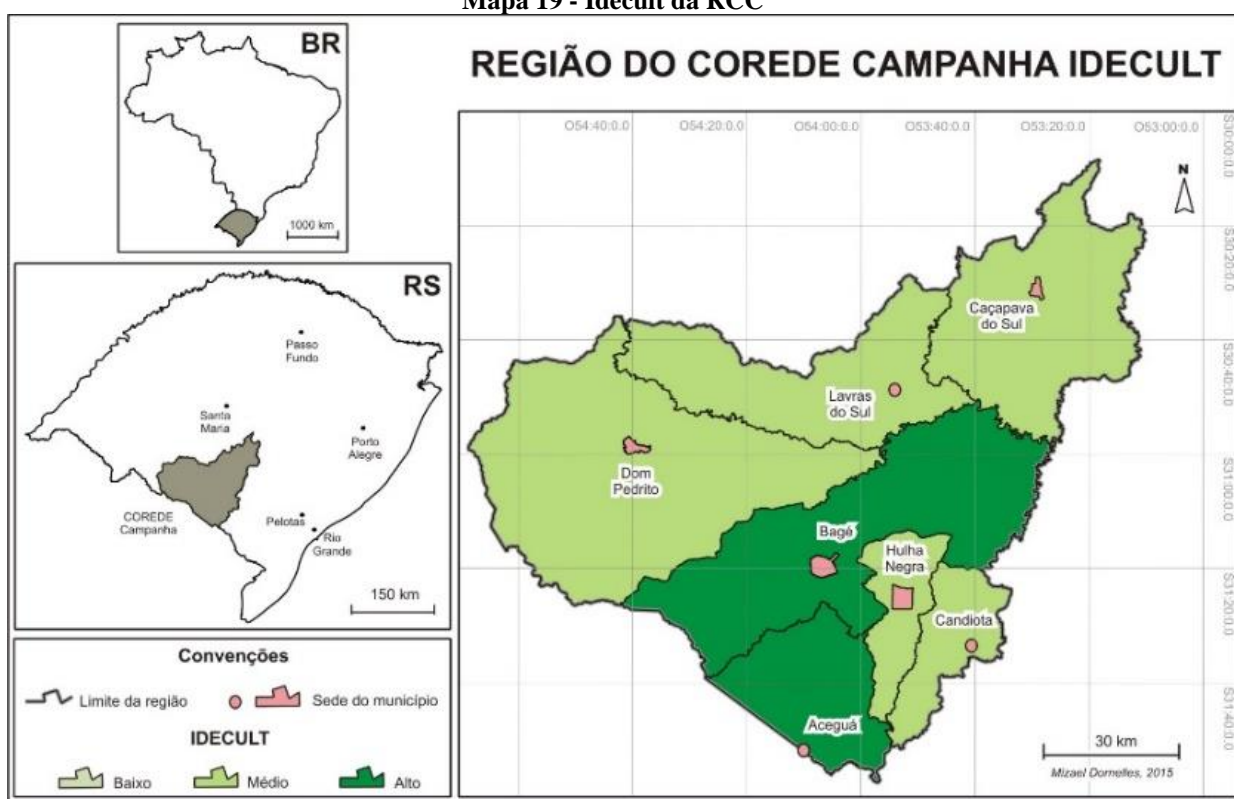 Mapa 19 - Idecult da RCC
BR
1000 km
RS
Passo
Fundo
Santa
Maria
Porto
Alegre
COREDE
Campanha
Pelotas
Rio
Grande
150 km
Convenções
Limite da região
Sede do município
IDECULT
Baixo
Médio
Alto
REGIÃO DO COREDE CAMPANHA IDECULT
O54:40:0.0
O54:20:0.0
O54:00:0.0
O53:40:0.0
O53:20:0.0
O53:00:0.0
S30:00:0.0
S30:20:0.0
S30:40:0.0
S31:00:0.0
S31:20:0.0
S31:40:0.0
N
Caçapava
do Sul
Lavras
do Sul
Dom
Pedrito
Bagé
Hulha
Negra
Candiota
Aceguá
30 km
Mizael Dornelles, 2015